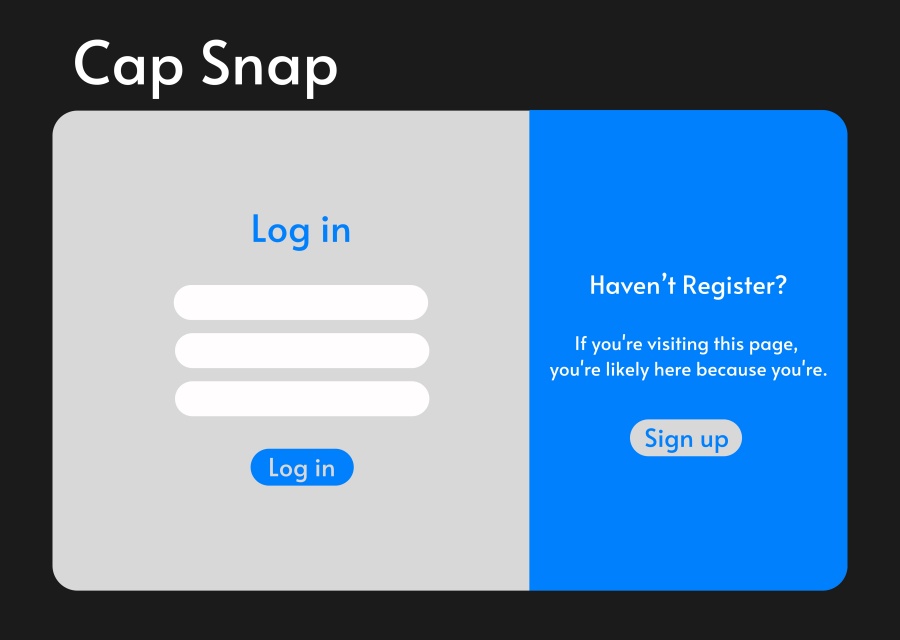 Cap Snap
Log in
Log in
Haven’t Register?
If you're visiting this page,
you're likely here because you're.
Sign up